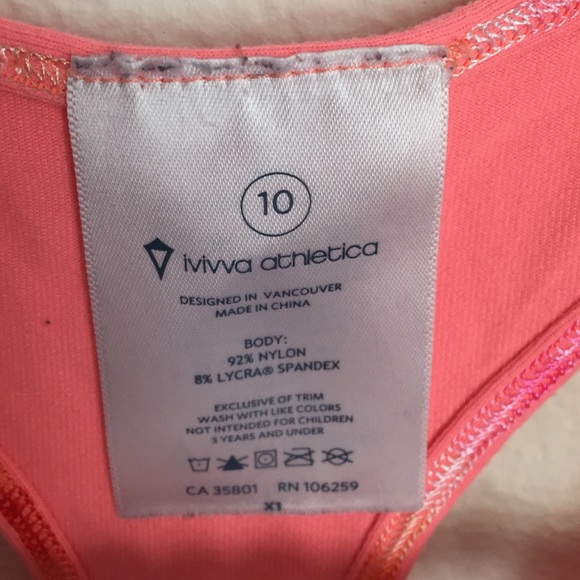 10
ivivva athletica
DESIGNED IN VANCOUVER
MADE IN CHINA
BODY:
92% NYLON
8% LYCRA® SPANDEX
EXCLUSIVE OF TRIM
WASH WITH LIKE COLORS
NOT INTENDED FOR CHILDREN
3 YEARS AND UNDER
CA 35801 RN 106259
X1